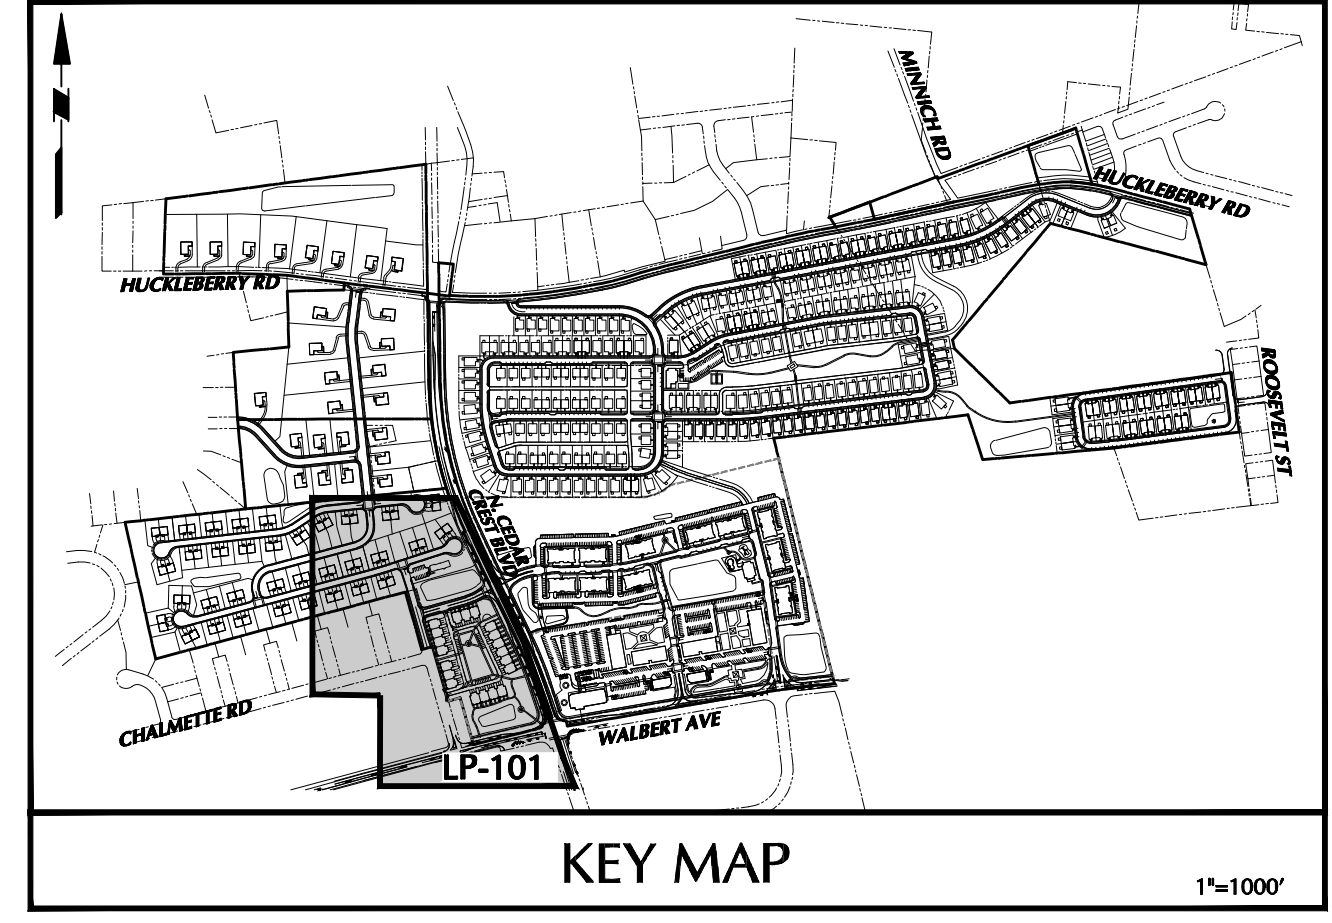 MINNICH RD
HUCKLEBERRY RD
HUCKLEBERRY RD
ROOSEVELT ST
N. CEDAR
CREST BLVD
CHALMETTE RD
WALBERT AVE
LP-101
KEY MAP
1"=1000'